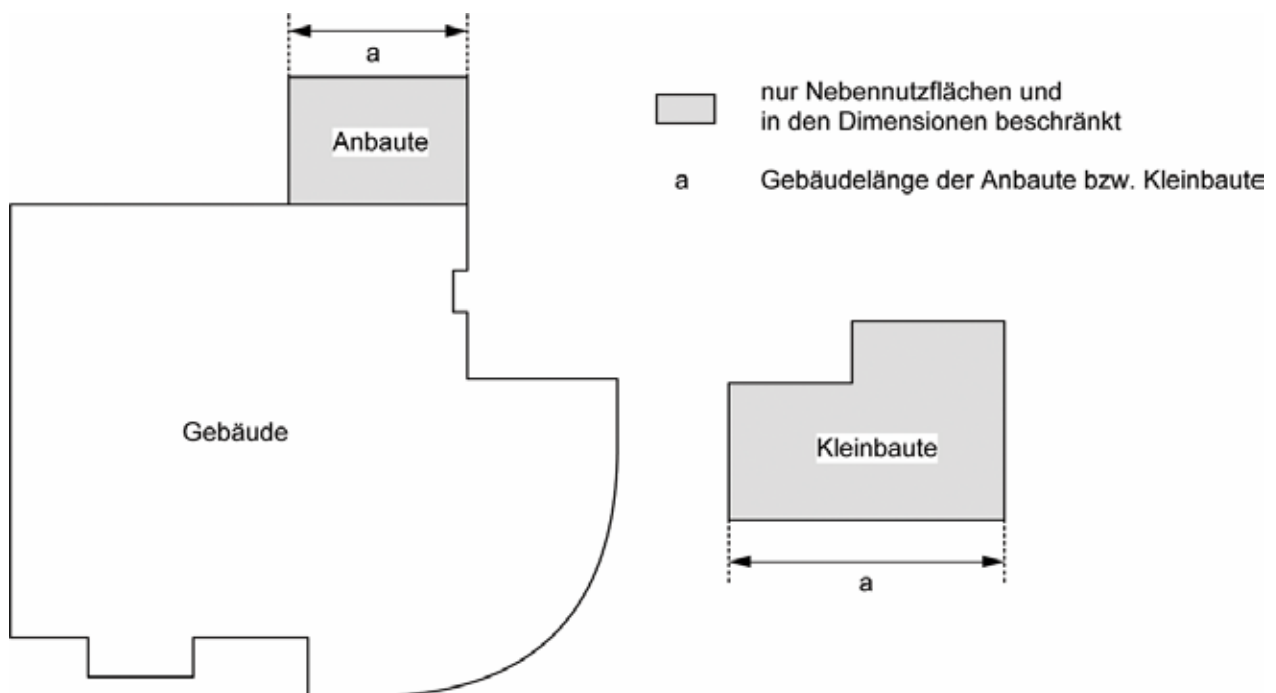 a
Anbaute
nur Nebennutzflächen und
in den Dimensionen beschränkt
a Gebäudelänge der Anbaute bzw. Kleinbaute
Gebäude
Kleinbaute
a